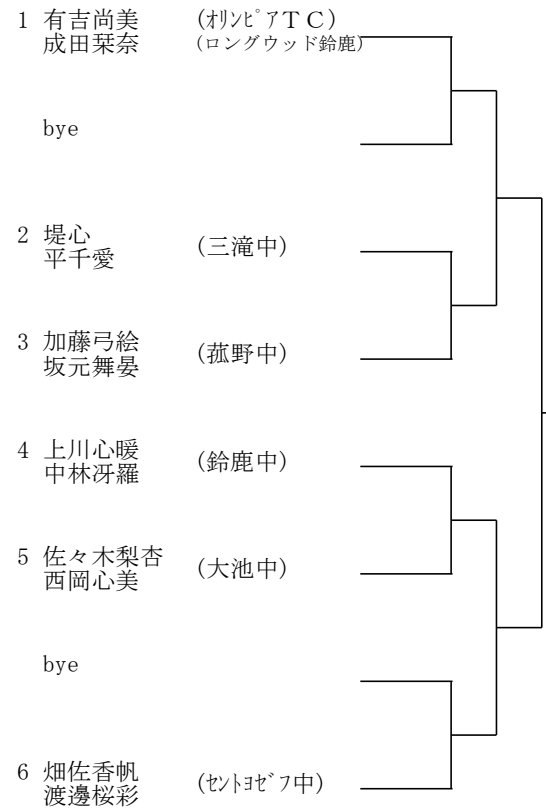 1 有吉尚美 (ｵﾘﾝﾋﾟｱＴＣ)
成田栞奈 (ロングウッド鈴鹿)
bye
2 堤心
平千愛 (三滝中)
3 加藤弓絵
坂元舞晏 (菰野中)
4 上川心暖
中林冴羅 (鈴鹿中)
5 佐々木梨杏
西岡心美 (大池中)
bye
6 畑佐香帆
渡邊桜彩 (ｾﾝﾄﾖｾﾞﾌ中)